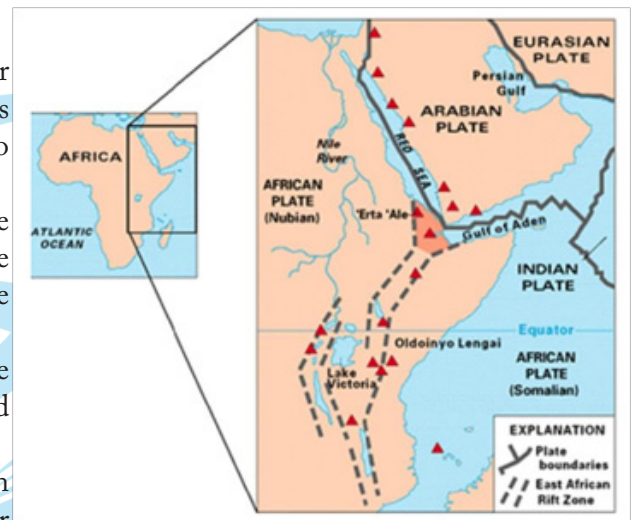 r
s
o
e
e
e
e
d
n
r
AFRICA
ATLANTIC
OCEAN
EURASIAN
PLATE
Persian
Gulf
ARABIAN
PLATE
RED SEA
Nile
River
AFRICAN
PLATE
(Nubian)
'Erta 'Ale
Gulf of Aden
INDIAN
PLATE
Equator
Oldoinyo Lengai
AFRICAN
PLATE
(Somalian)
Lake
Victoria
EXPLANATION
Plate
boundaries
East African
Rift Zone